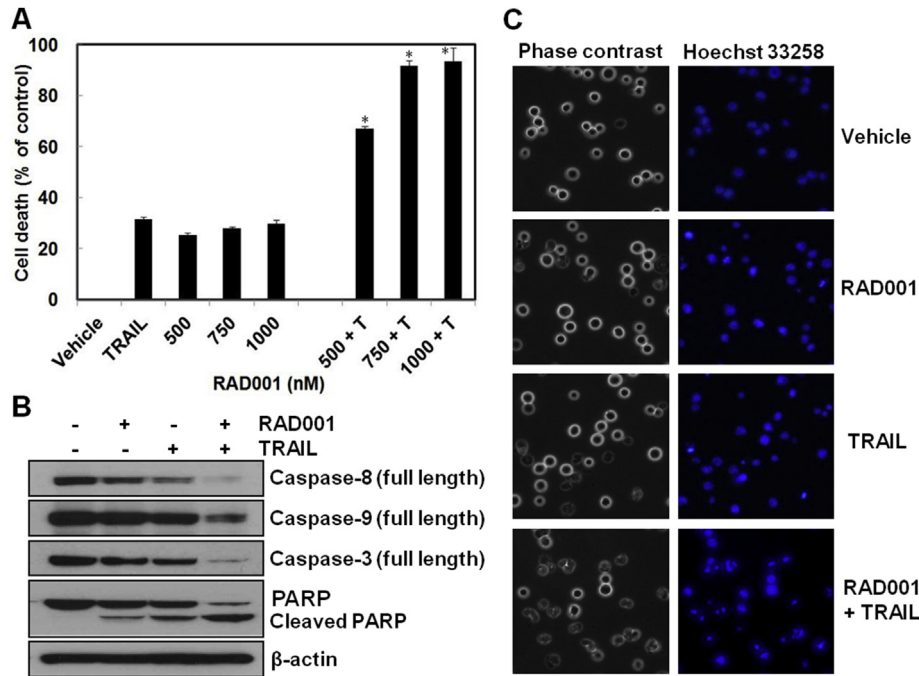 A
Cell death (% of control)
100
80
60
40
20
0
Vehicle
TRAIL
500
750
1000
500 + T
750 + T
1000 + T
*
*
*
RAD001 (nM)
B
- + - + RAD001
- - + + TRAIL
Caspase-8 (full length)
Caspase-9 (full length)
Caspase-3 (full length)
PARP
Cleaved PARP
β-actin
C
Phase contrast Hoechst 33258
Vehicle
RAD001
TRAIL
RAD001
+ TRAIL